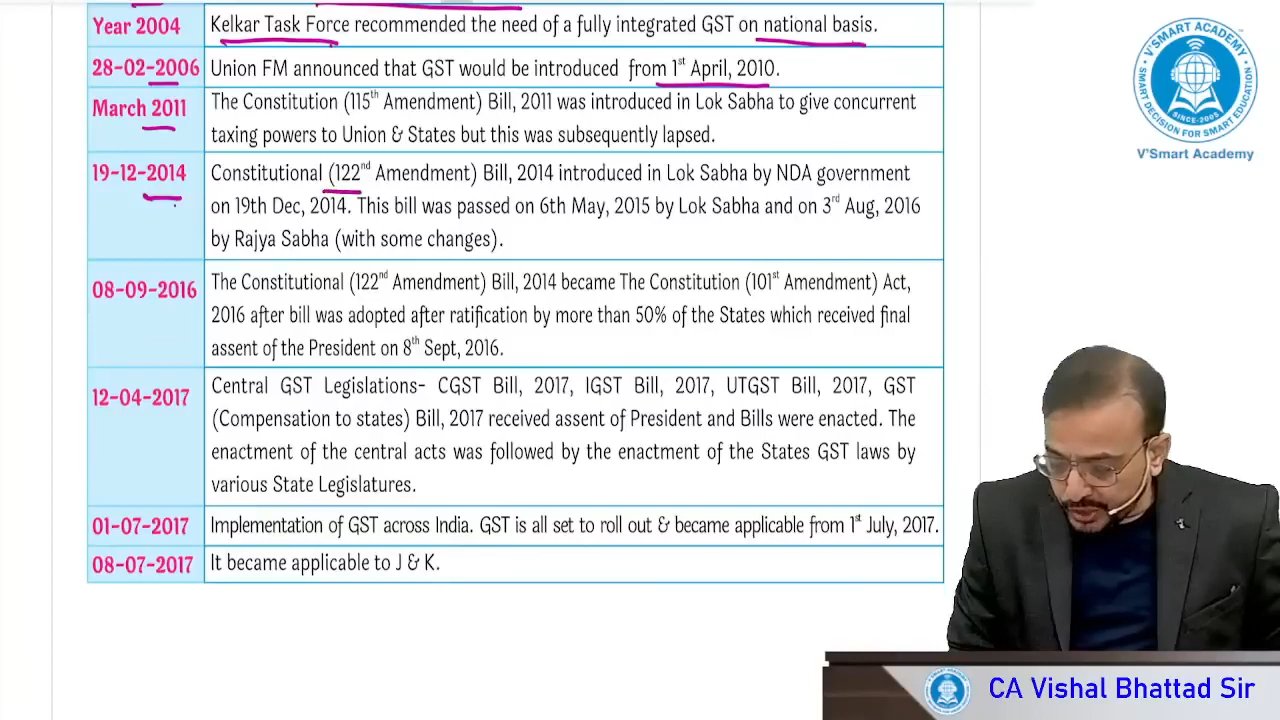 Year 2004 Kelkar Task Force recommended the need of a fully integrated GST on national basis.
28-02-2006 Union FM announced that GST would be introduced from 1st April, 2010.
March 2011 The Constitution (115th Amendment) Bill, 2011 was introduced in Lok Sabha to give concurrent
taxing powers to Union & States but this was subsequently lapsed.
19-12-2014 Constitutional (122nd Amendment) Bill, 2014 introduced in Lok Sabha by NDA government
on 19th Dec, 2014. This bill was passed on 6th May, 2015 by Lok Sabha and on 3rd Aug, 2016
by Rajya Sabha (with some changes).
08-09-2016 The Constitutional (122nd Amendment) Bill, 2014 became The Constitution (101st Amendment) Act,
2016 after bill was adopted after ratification by more than 50% of the States which received final
assent of the President on 8th Sept, 2016.
12-04-2017 Central GST Legislations- CGST Bill, 2017, IGST Bill, 2017, UTGST Bill, 2017, GST
(Compensation to states) Bill, 2017 received assent of President and Bills were enacted. The
enactment of the central acts was followed by the enactment of the States GST laws by
various State Legislatures.
01-07-2017 Implementation of GST across India. GST is all set to roll out & became applicable from 1st July, 2017.
08-07-2017 It became applicable to J & K.
V'SMART ACADEMY
SMART DECISION FOR SMART EDUCATION
SINCE-2005
V'Smart Academy
CA Vishal Bhattad Sir